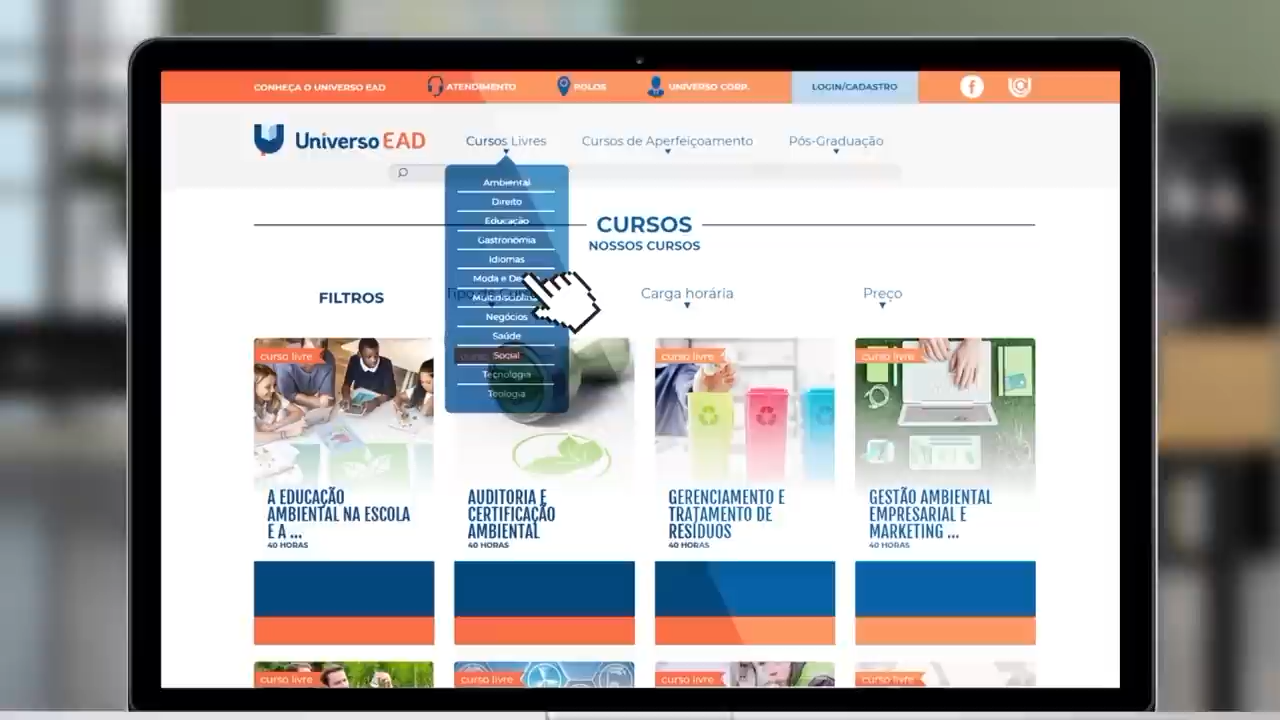 CONHEÇA O UNIVERSO EAD
ATENDIMENTO
POLOS
UNIVERSO CORP.
LOGIN/CADASTRO
Universo EAD
Cursos Livres
Cursos de Aperfeiçoamento
Pós-Graduação
Ambiental
Direito
Educação
Gastronomia
Idiomas
Moda e
Negócios
Saúde
Social
Tecnologia
Teologia
CURSOS
NOSSOS CURSOS
FILTROS
Carga horária
Preço
curso livre
curso livre
curso livre
A EDUCAÇÃO
AMBIENTAL NA ESCOLA
E A ...
40 HORAS
AUDITORIA E
CERTIFICAÇÃO
AMBIENTAL
40 HORAS
GERENCIAMENTO E
TRATAMENTO DE
RESÍDUOS
40 HORAS
GESTÃO AMBIENTAL
EMPRESARIAL E
MARKETING ...
40 HORAS
curso livre
curso livre
curso livre
curso livre